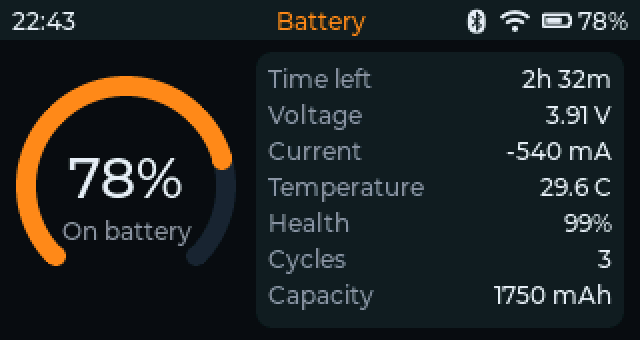 22:43 Battery 78%
78%
On battery
Time left 2h 32m
Voltage 3.91 V
Current -540 mA
Temperature 29.6 C
Health 99%
Cycles 3
Capacity 1750 mAh